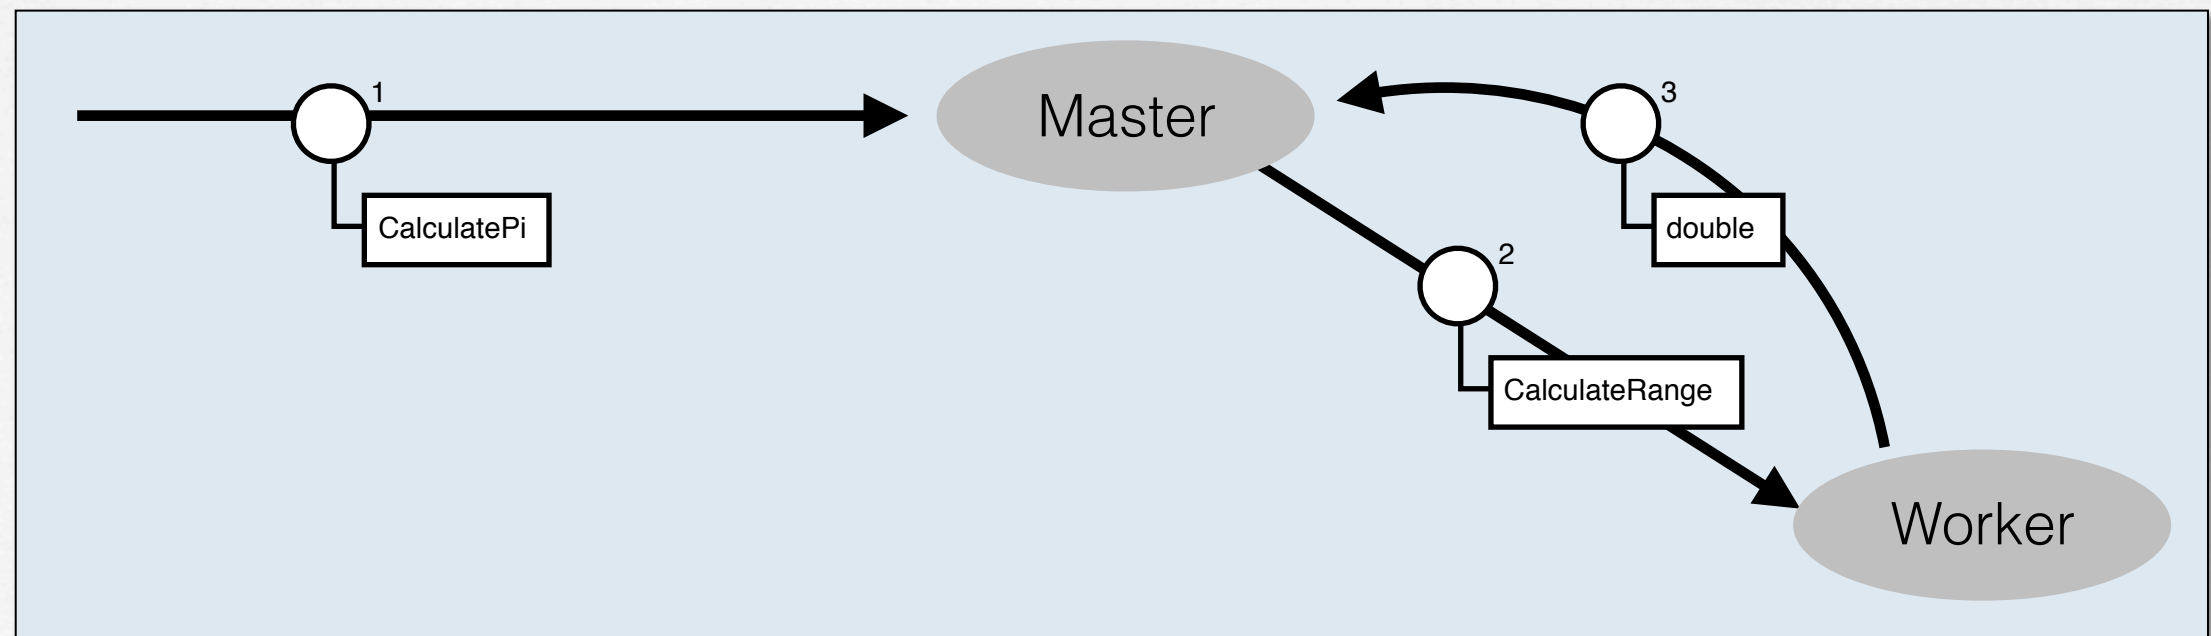 1
CalculatePi
Master
2
CalculateRange
3
double
Worker